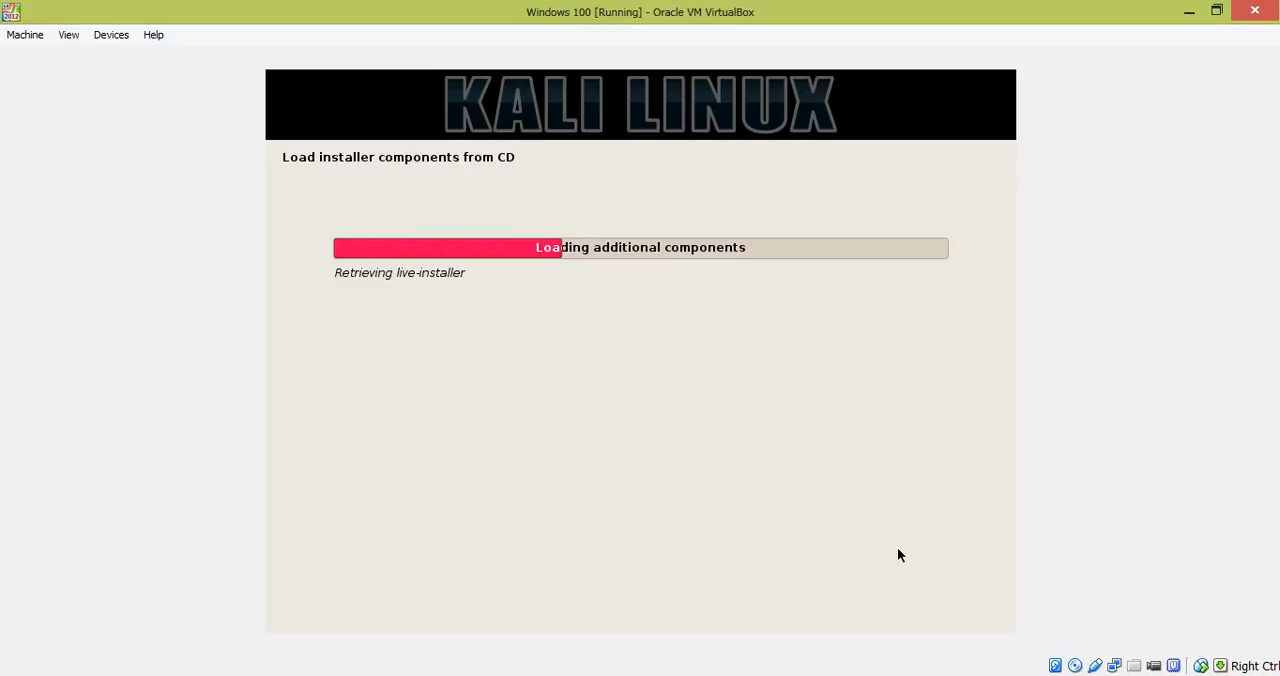 Windows 100 [Running] - Oracle VM VirtualBox
2012
Machine View Devices Help
KALI LINUX
Load installer components from CD
Loading additional components
Retrieving live-installer
Right Ctrl